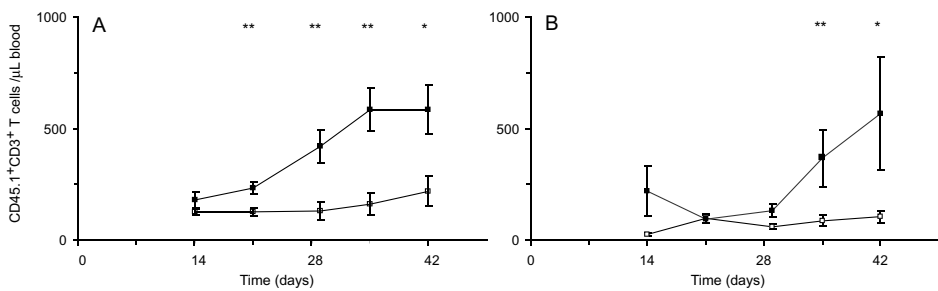 A
B
** ** ** *
** *
1000
500
0
1000
500
0
CD45.1+CD3+ T cells /μL blood
0 14 28 42
0 14 28 42
Time (days)
Time (days)